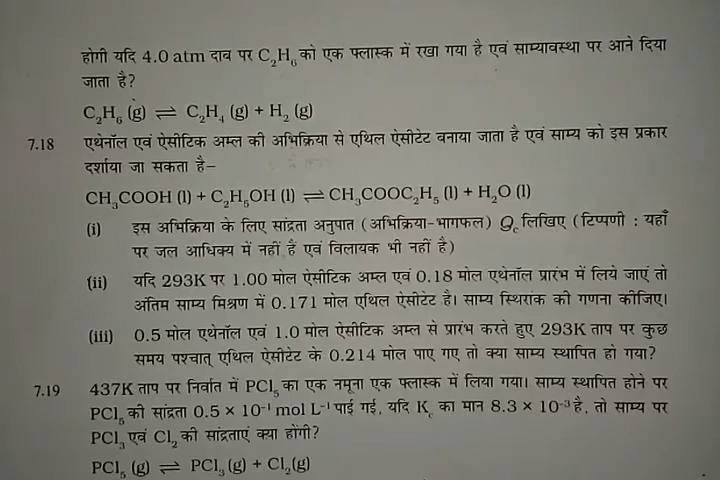 होगी यदि 4.0 atm दाब पर C₂H₆ को एक फ्लास्क में रखा गया है एवं साम्यावस्था पर आने दिया
जाता है?
C₂H₆ (g) ⇌ C₂H₄ (g) + H₂ (g)
7.18 एथेनॉल एवं ऐसीटिक अम्ल की अभिक्रिया से एथिल ऐसीटेट बनाया जाता है एवं साम्य को इस प्रकार
दर्शाया जा सकता है–
CH₃COOH (l) + C₂H₅OH (l) ⇌ CH₃COOC₂H₅ (l) + H₂O (l)
(i) इस अभिक्रिया के लिए सांद्रता अनुपात (अभिक्रिया-भागफल) Q꜀ लिखिए (टिप्पणी : यहाँ
पर जल आधिक्य में नहीं हैं एवं विलायक भी नहीं है)
(ii) यदि 293K पर 1.00 मोल ऐसीटिक अम्ल एवं 0.18 मोल एथेनॉल प्रारंभ में लिये जाएं तो
अंतिम साम्य मिश्रण में 0.171 मोल एथिल ऐसीटेट है। साम्य स्थिरांक की गणना कीजिए।
(iii) 0.5 मोल एथेनॉल एवं 1.0 मोल ऐसीटिक अम्ल से प्रारंभ करते हुए 293K ताप पर कुछ
समय पश्चात् एथिल ऐसीटेट के 0.214 मोल पाए गए तो क्या साम्य स्थापित हो गया?
7.19 437K ताप पर निर्वात में PCl₅ का एक नमूना एक फ्लास्क में लिया गया। साम्य स्थापित होने पर
PCl₅ की सांद्रता 0.5 × 10⁻¹ mol L⁻¹ पाई गई, यदि K꜀ का मान 8.3 × 10⁻³ है, तो साम्य पर
PCl₃ एवं Cl₂ की सांद्रताएं क्या होंगी?
PCl₅ (g) ⇌ PCl₃ (g) + Cl₂(g)